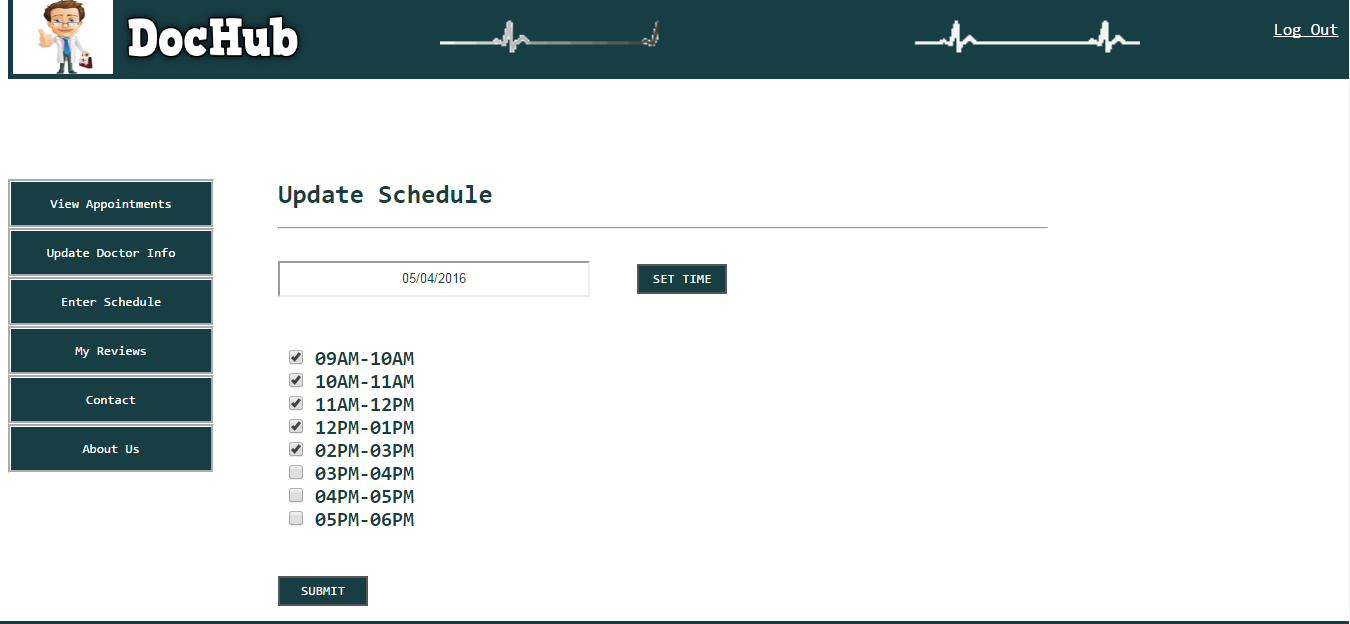 DocHub
Log Out
View Appointments
Update Doctor Info
Enter Schedule
My Reviews
Contact
About Us
Update Schedule
05/04/2016
SET TIME
09AM-10AM
10AM-11AM
11AM-12PM
12PM-01PM
02PM-03PM
03PM-04PM
04PM-05PM
05PM-06PM
SUBMIT